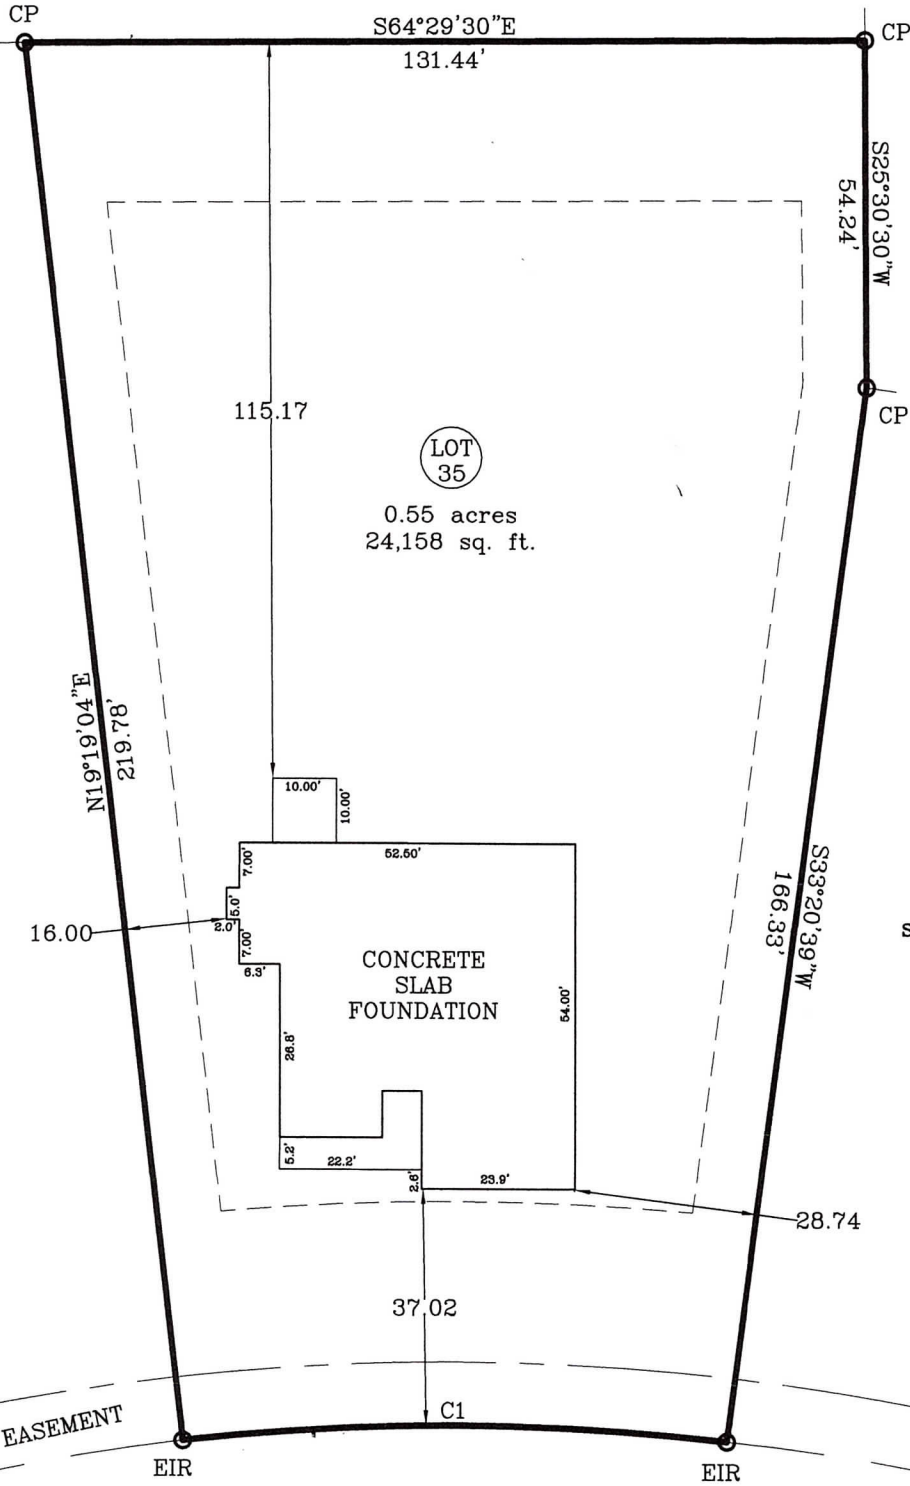 CP
S64°29'30"E
CP
131.44'
S25°30'30"W
54.24'
115.17
CP
LOT
35
0.55 acres
24,158 sq. ft.
N19°19'04"E
219.78'
10.00'
10.00'
7.00'
52.50'
S33°20'39"W
166.33'
5.0'
2.0'
16.00
7.00'
S
6.3'
CONCRETE
SLAB
FOUNDATION
54.00'
26.8'
5.2'
22.2'
2.6'
23.9'
28.74
37.02
C1
EASEMENT
EIR
EIR